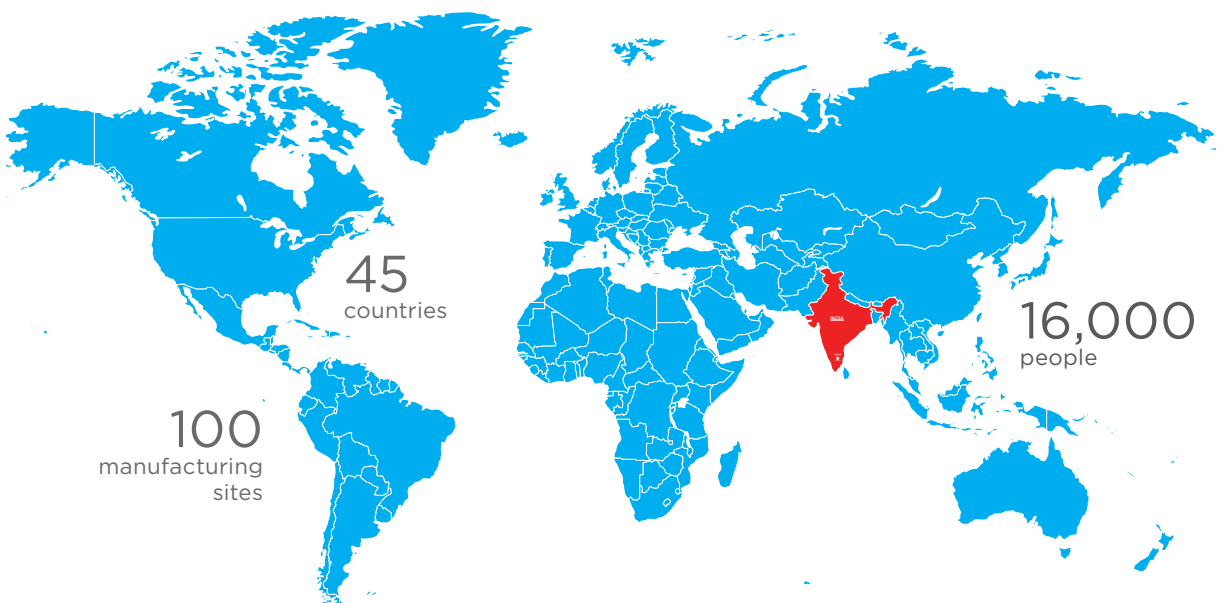 45
countries
16,000
people
INDIA
100
manufacturing
sites